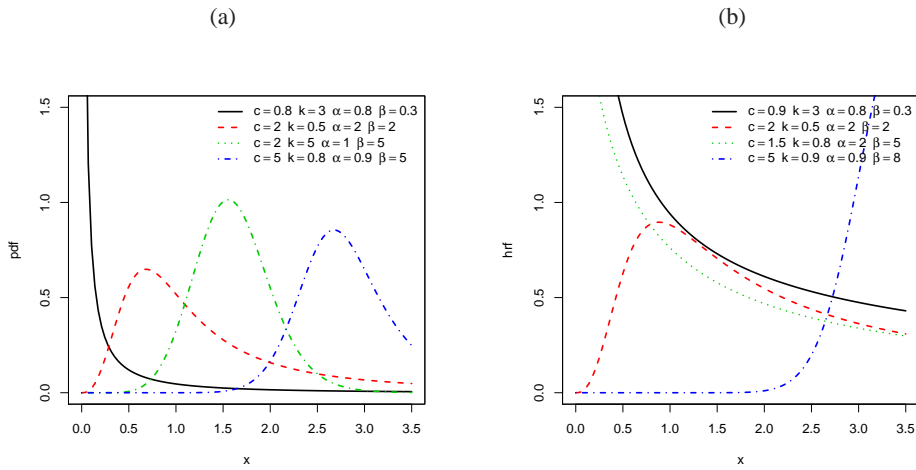 (a)
c=0.8 k=3 α=0.8 β=0.3
c=2 k=0.5 α=2 β=2
c=2 k=5 α=1 β=5
c=5 k=0.8 α=0.9 β=5
pdf
1.5
1.0
0.5
0.0
0.0 0.5 1.0 1.5 2.0 2.5 3.0 3.5
x
(b)
c=0.9 k=3 α=0.8 β=0.3
c=2 k=0.5 α=2 β=2
c=1.5 k=0.8 α=2 β=5
c=5 k=0.9 α=0.9 β=8
hrf
1.5
1.0
0.5
0.0
0.0 0.5 1.0 1.5 2.0 2.5 3.0 3.5
x